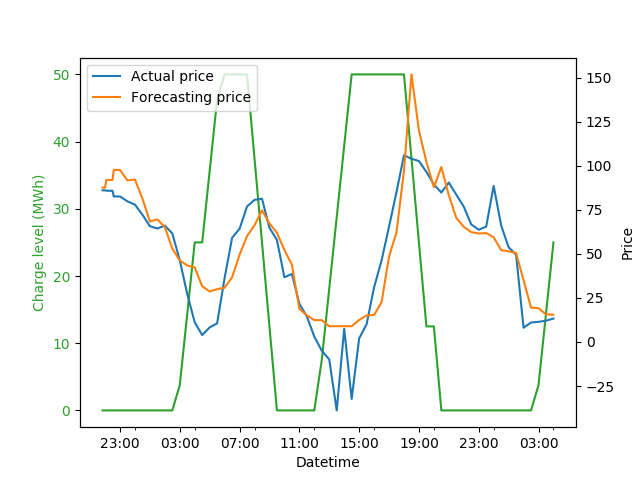 Actual price
Forecasting price
50
40
30
20
10
0
Charge level (MWh)
150
125
100
75
50
25
0
−25
Price
23:00 03:00 07:00 11:00 15:00 19:00 23:00 03:00
Datetime